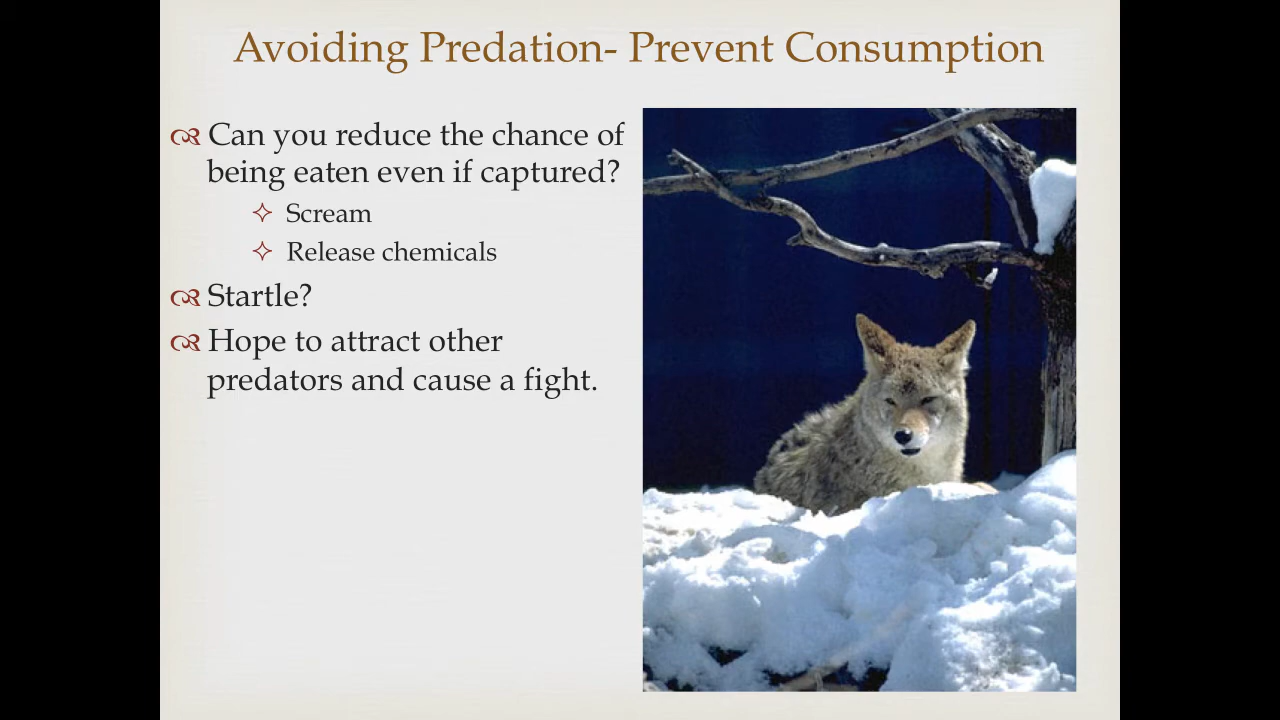 Avoiding Predation- Prevent Consumption
Can you reduce the chance of
being eaten even if captured?
Scream
Release chemicals
Startle?
Hope to attract other
predators and cause a fight.